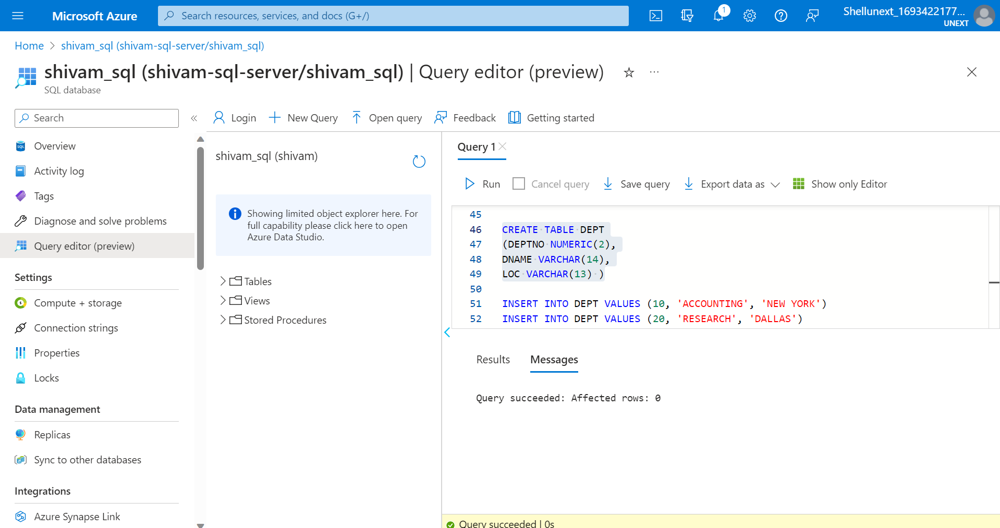 Microsoft Azure
Search resources, services, and docs (G+/)
1
Shellunext_1693422177...
UNEXT
Home > shivam_sql (shivam-sql-server/shivam_sql)
shivam_sql (shivam-sql-server/shivam_sql) | Query editor (preview)
SQL database
Search
Overview
Activity log
Tags
Diagnose and solve problems
Query editor (preview)
Settings
Compute + storage
Connection strings
Properties
Locks
Data management
Replicas
Sync to other databases
Integrations
Azure Synapse Link
Login
New Query
Open query
Feedback
Getting started
shivam_sql (shivam)
Showing limited object explorer here. For
full capability please click here to open
Azure Data Studio.
Tables
Views
Stored Procedures
Query 1
Run
Cancel query
Save query
Export data as
Show only Editor
45
46 CREATE TABLE DEPT
47 (DEPTNO NUMERIC(2),
48 DNAME VARCHAR(14),
49 LOC VARCHAR(13) )
50
51 INSERT INTO DEPT VALUES (10, 'ACCOUNTING', 'NEW YORK')
52 INSERT INTO DEPT VALUES (20, 'RESEARCH', 'DALLAS')
Results
Messages
Query succeeded: Affected rows: 0
Query succeeded | 0s